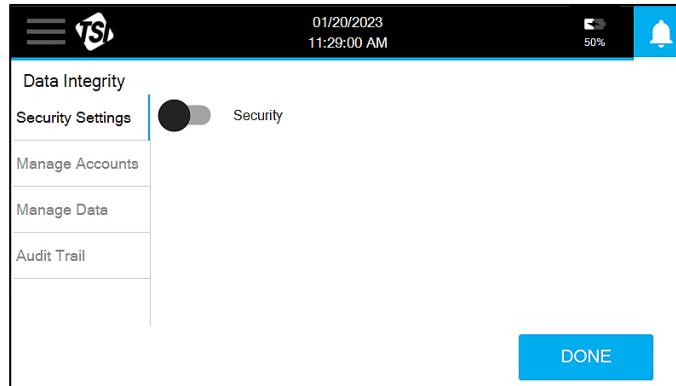 TSI
01/20/2023
11:29:00 AM
50%
Data Integrity
Security Settings
Security
Manage Accounts
Manage Data
Audit Trail
DONE